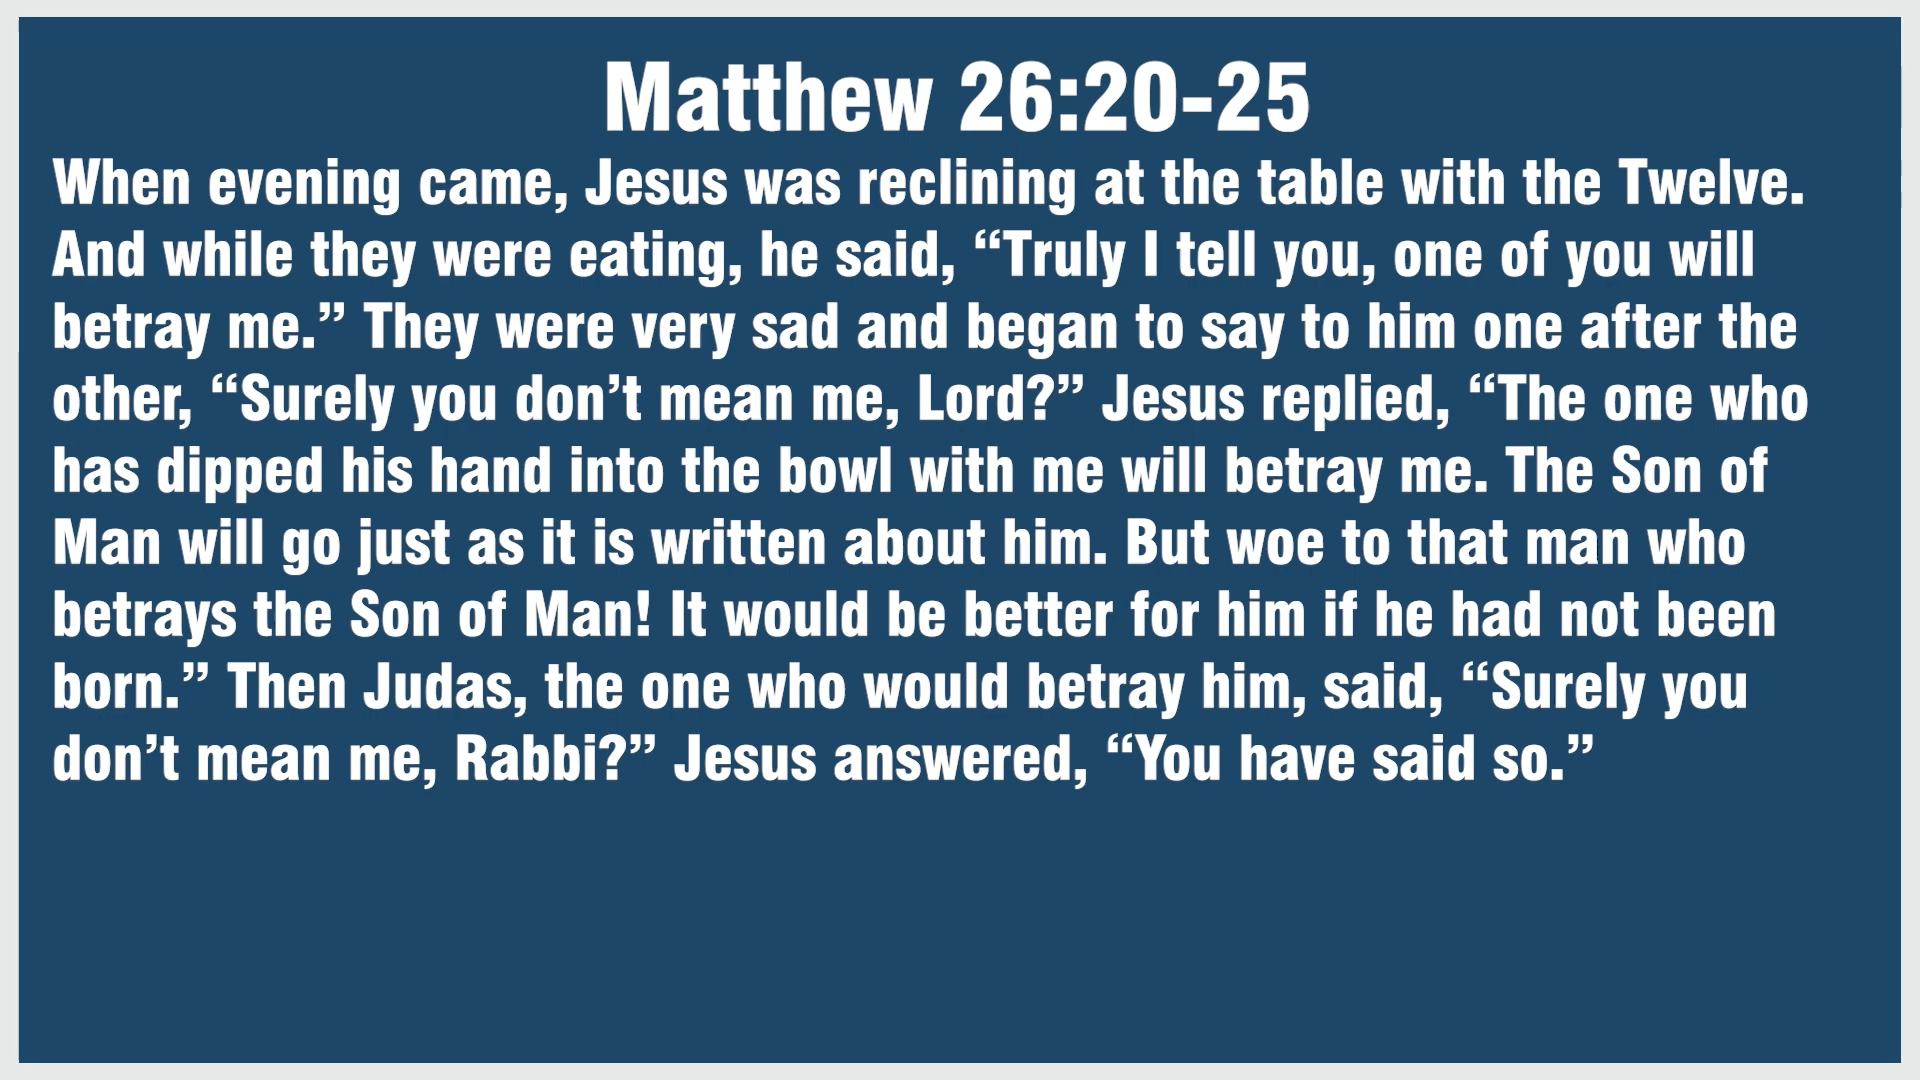 Matthew 26:20-25
When evening came, Jesus was reclining at the table with the Twelve.
And while they were eating, he said, “Truly I tell you, one of you will
betray me.” They were very sad and began to say to him one after the
other, “Surely you don’t mean me, Lord?” Jesus replied, “The one who
has dipped his hand into the bowl with me will betray me. The Son of
Man will go just as it is written about him. But woe to that man who
betrays the Son of Man! It would be better for him if he had not been
born.” Then Judas, the one who would betray him, said, “Surely you
don’t mean me, Rabbi?” Jesus answered, “You have said so.”